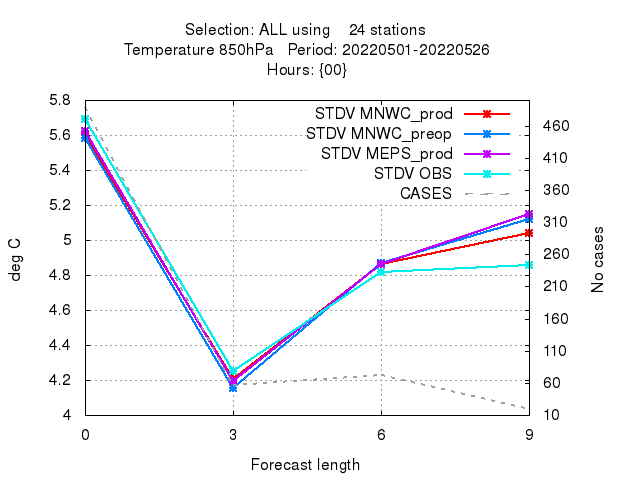 Selection: ALL using    24 stations
Temperature 850hPa   Period: 20220501-20220526
Hours: {00}
STDV MNWC_prod
STDV MNWC_preop
STDV MEPS_prod
STDV OBS
CASES
deg C
5.8
5.6
5.4
5.2
5
4.8
4.6
4.4
4.2
4
460
410
360
310
260
210
160
110
60
10
No cases
0 3 6 9
Forecast length